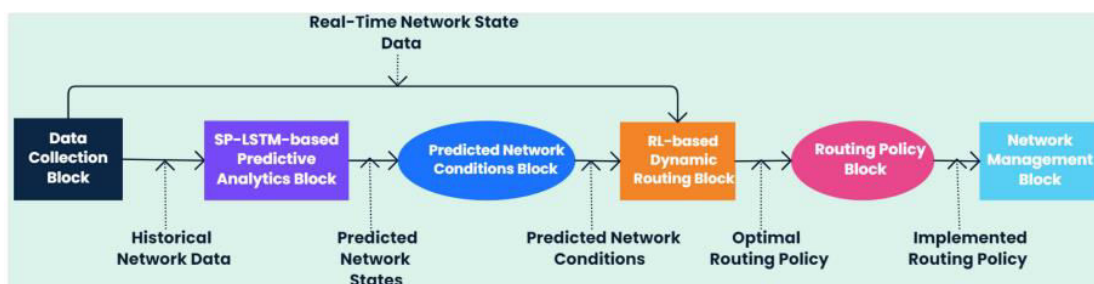 Real-Time Network State
Data
Data
Collection
Block
SP-LSTM-based
Predictive
Analytics Block
Predicted Network
Conditions Block
RL-based
Dynamic
Routing Block
Routing Policy
Block
Network
Management
Block
Historical
Network Data
Predicted
Network
States
Predicted Network
Conditions
Optimal
Routing Policy
Implemented
Routing Policy